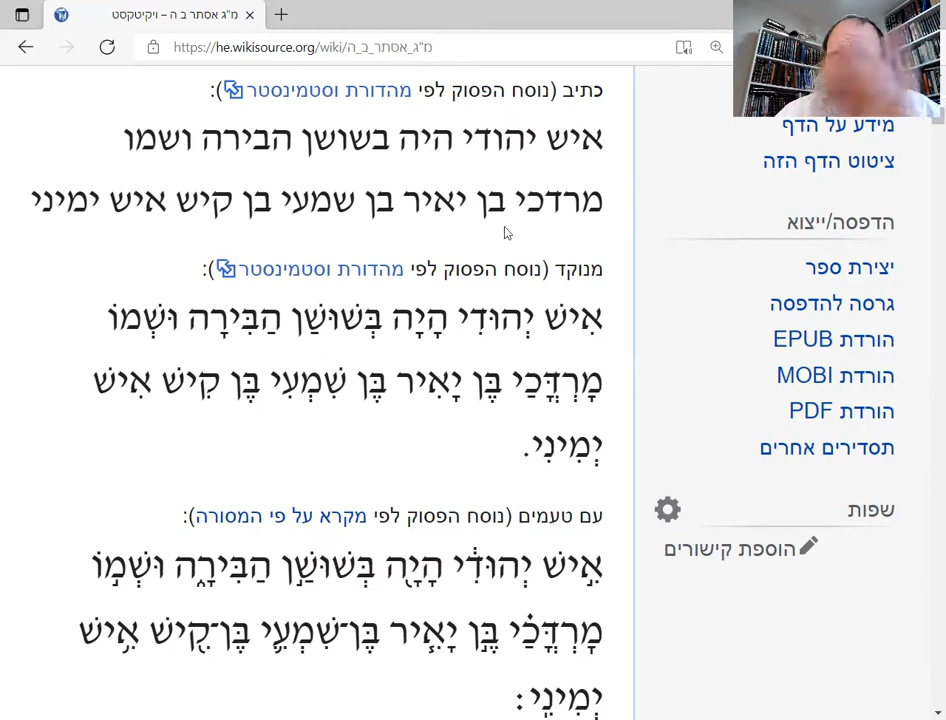 מ"ג אסתר ב ה – ויקיטקסט
https://he.wikisource.org/wiki/מ"ג_אסתר_ב_ה
כתיב (נוסח הפסוק לפי מהדורת וסטמינסטר):
איש יהודי היה בשושן הבירה ושמו
מרדכי בן יאיר בן שמעי בן קיש איש ימיני
מנוקד (נוסח הפסוק לפי מהדורת וסטמינסטר):
אִישׁ יְהוּדִי הָיָה בְּשׁוּשַׁן הַבִּירָה וּשְׁמוֹ
מָרְדֳּכַי בֶּן יָאִיר בֶּן שִׁמְעִי בֶּן קִישׁ אִישׁ
יְמִינִי.
עם טעמים (נוסח הפסוק לפי מקרא על פי המסורה):
אִ֣ישׁ יְהוּדִ֔י הָיָ֖ה בְּשׁוּשַׁ֣ן הַבִּירָ֑ה וּשְׁמ֣וֹ
מׇרְדֳּכַ֗י בֶּ֣ן יָאִ֧יר בֶּן־שִׁמְעִ֛י בֶּן־קִ֖ישׁ אִ֥ישׁ
יְמִינִֽי׃
מידע על הדף
ציטוט הדף הזה
הדפסה/ייצוא
יצירת ספר
גרסה להדפסה
הורדת EPUB
הורדת MOBI
הורדת PDF
תסדירים אחרים
שפות
הוספת קישורים